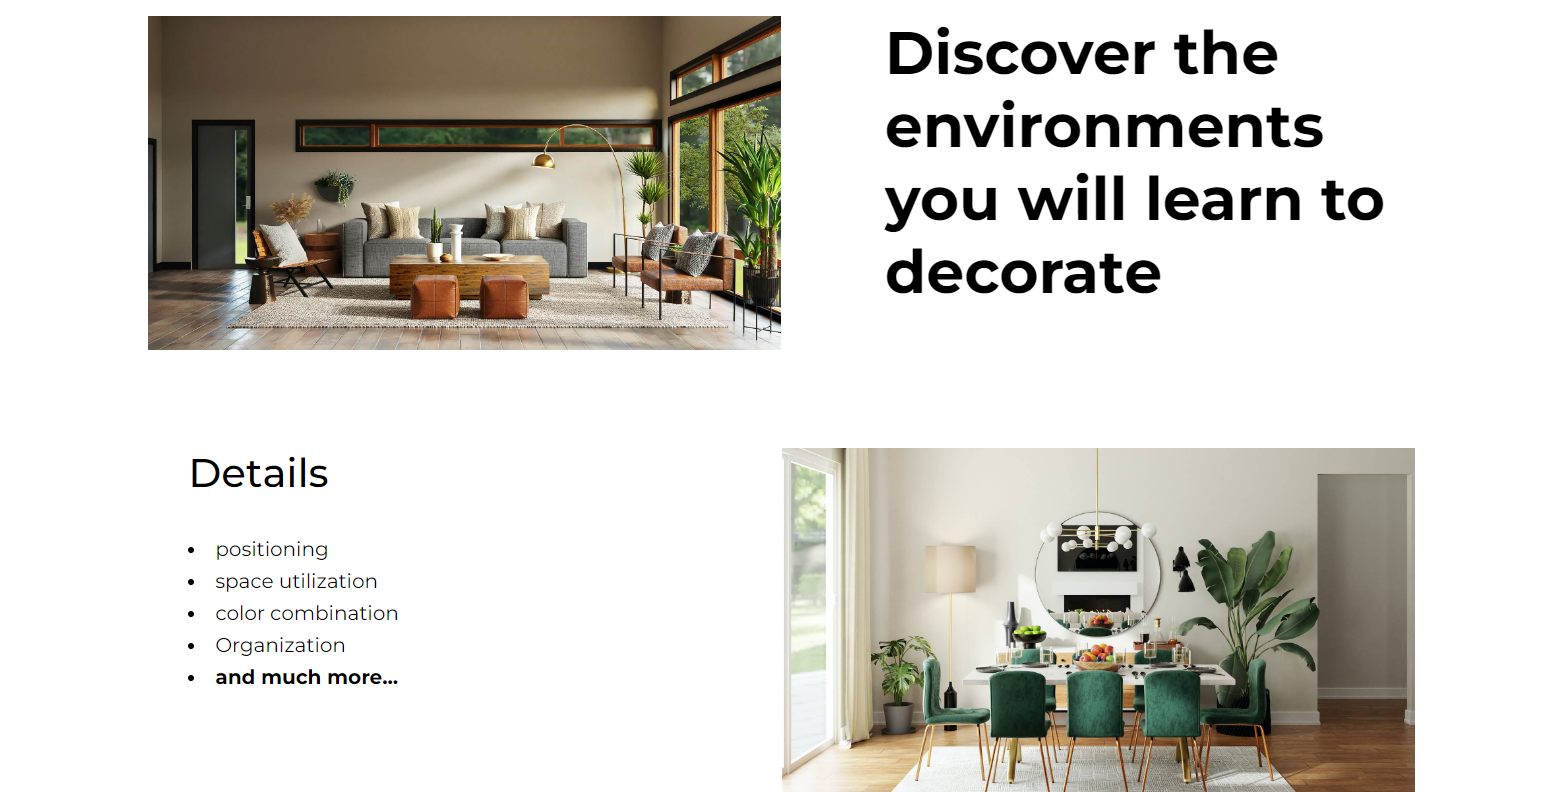 Discover the
environments
you will learn to
decorate
Details
positioning
space utilization
color combination
Organization
and much more...